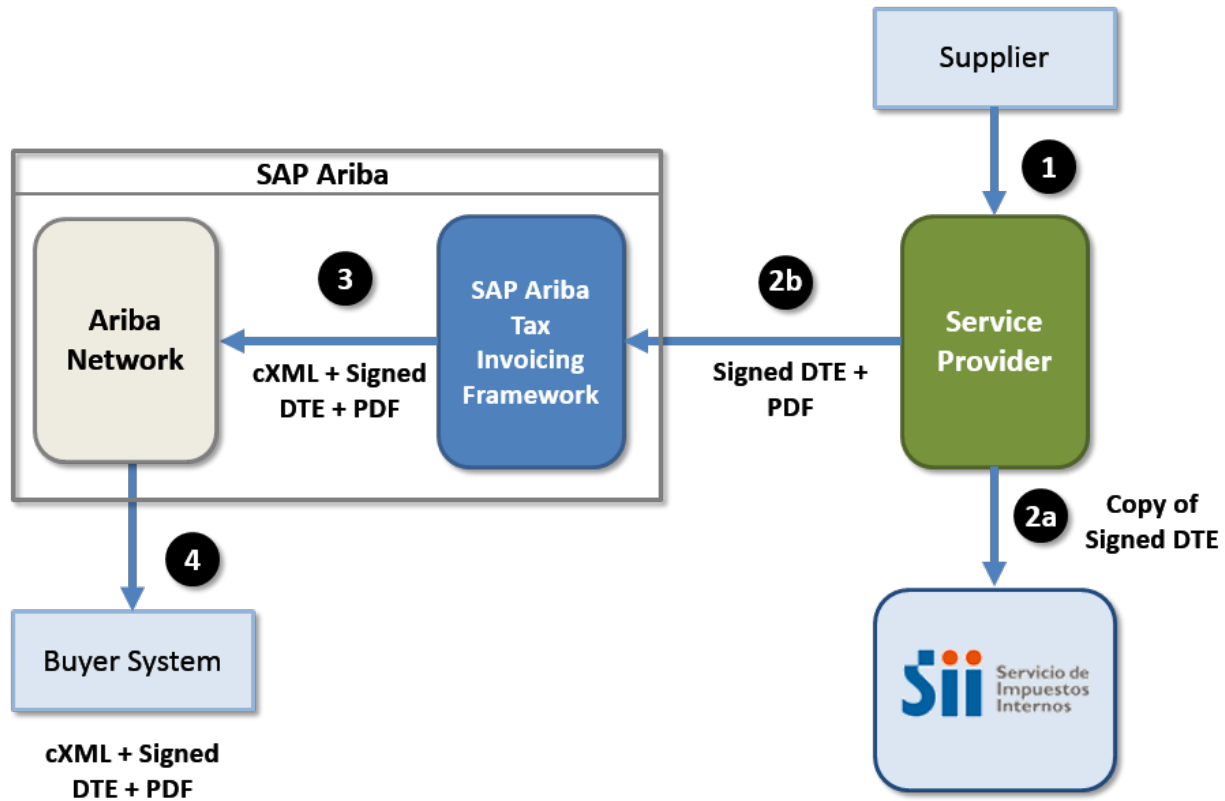 Supplier
1
SAP Ariba
Ariba
Network
3
cXML + Signed
DTE + PDF
SAP Ariba
Tax
Invoicing
Framework
2b
Signed DTE +
PDF
Service
Provider
2a
Copy of
Signed DTE
4
Buyer System
cXML + Signed
DTE + PDF
Sii
Servicio de
Impuestos
Internos